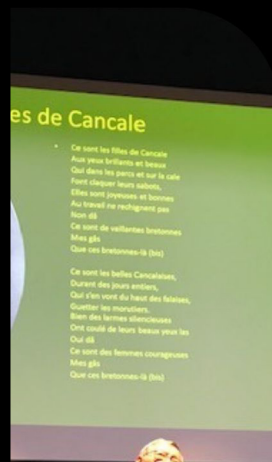 es de Cancale
• Ce sont les filles de Cancale
Aux yeux brillants et beaux
Qui dans les parcs et sur la cale
Font claquer leurs sabots,
Elles sont joyeuses et bonnes
Au travail ne rechignent pas
Non dâ
Ce sont de vaillantes bretonnes
Mes gâs
Que ces bretonnes-là (bis)
Ce sont les belles Cancalaises,
Durant des jours entiers,
Qui s'en vont du haut des falaises,
Guetter les morutiers.
Bien des larmes silencieuses
Ont coulé de leurs beaux yeux las
Oui dâ
Ce sont des femmes courageuses
Mes gâs
Que ces bretonnes-là (bis)